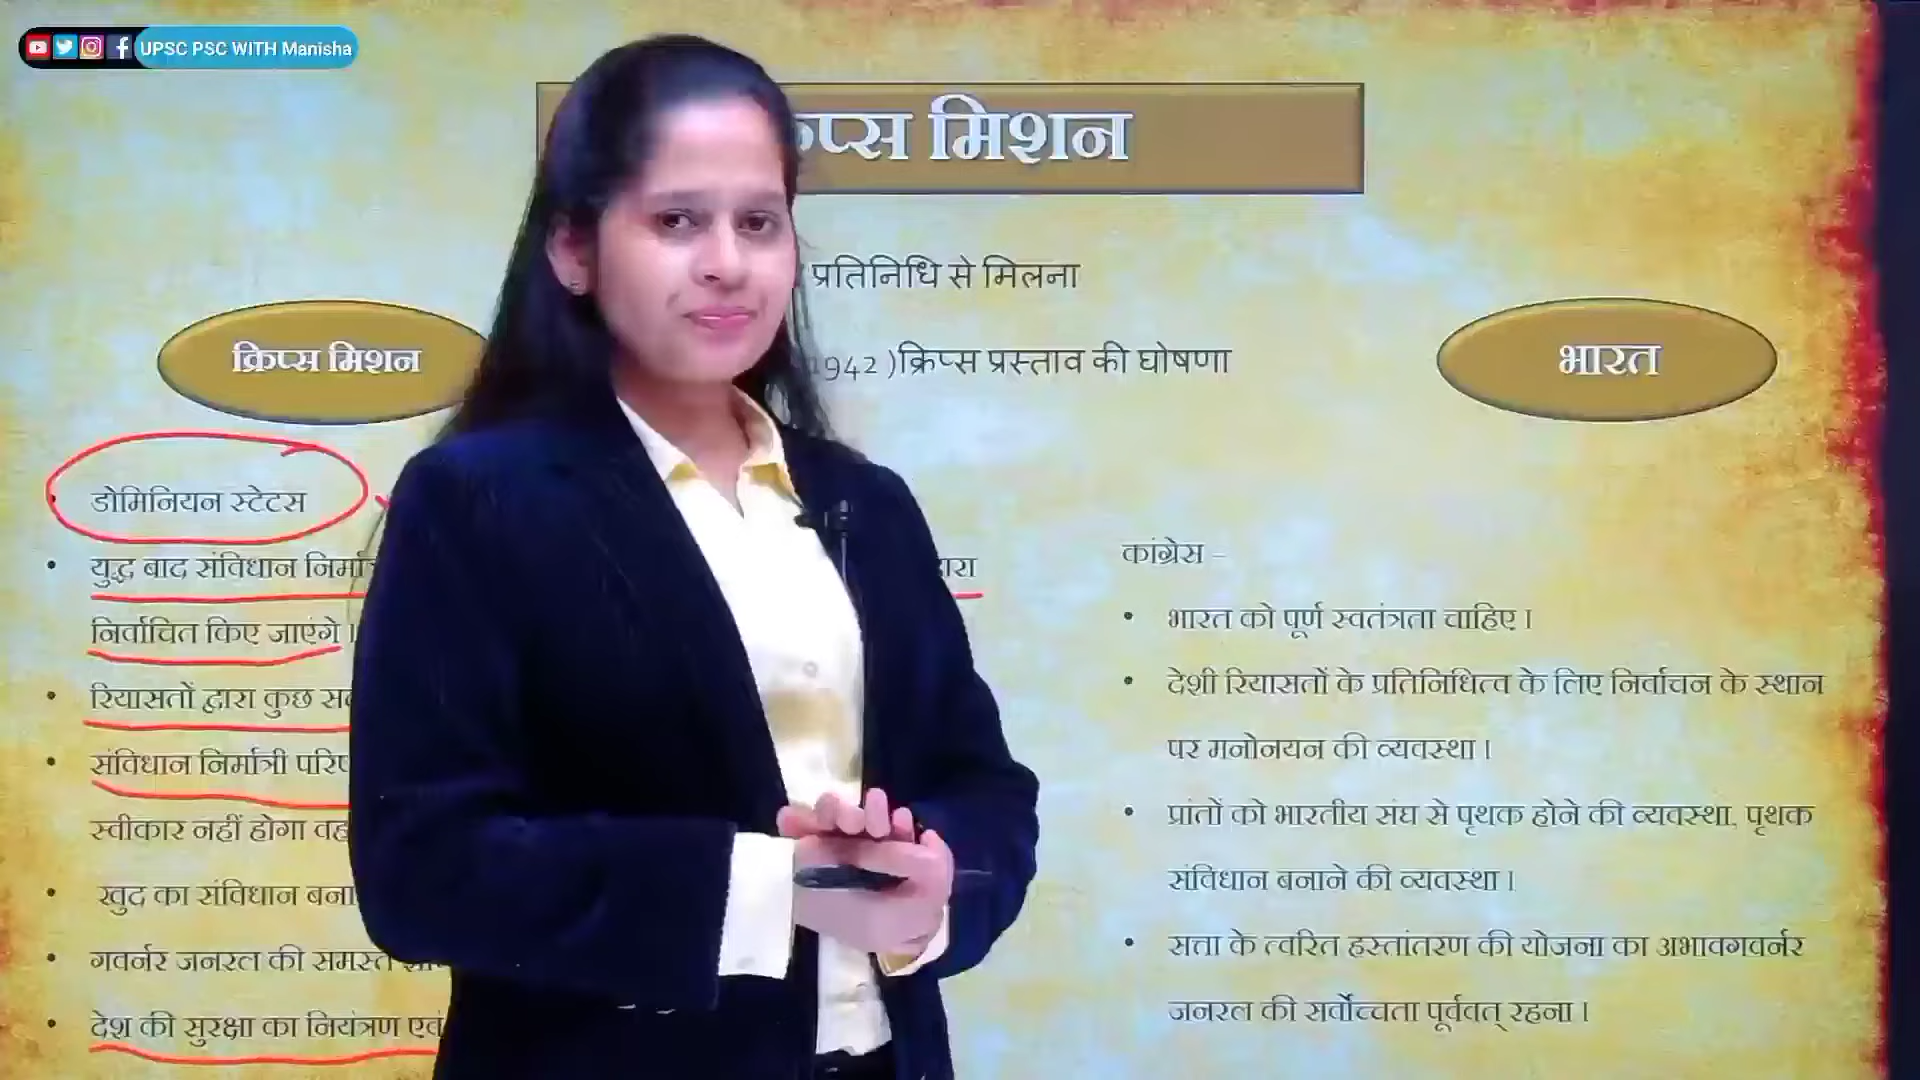 UPSC PSC WITH Manisha
मिशन
प्रतिनिधि से मिलना
1942 )क्रिप्स प्रस्ताव की घोषणा
क्रिप्स मिशन
भारत
डोमिनियन स्टेटस
युद्ध बाद संविधान
निर्वाचित किए जाएंगे ।
रियासतों द्वारा कुछ
संविधान निर्मात्री
स्वीकार नहीं होगा वह
खुद का संविधान
गवर्नर जनरल की समस्त
देश की सुरक्षा का नियंत्रण एवं
कांग्रेस –
भारत को पूर्ण स्वतंत्रता चाहिए ।
देशी रियासतों के प्रतिनिधित्व के लिए निर्वाचन के स्थान
पर मनोनयन की व्यवस्था ।
प्रांतों को भारतीय संघ से पृथक होने की व्यवस्था, पृथक
संविधान बनाने की व्यवस्था ।
सत्ता के त्वरित हस्तांतरण की योजना का अभावगवर्नर
जनरल की सर्वोच्चता पूर्ववत् रहना ।